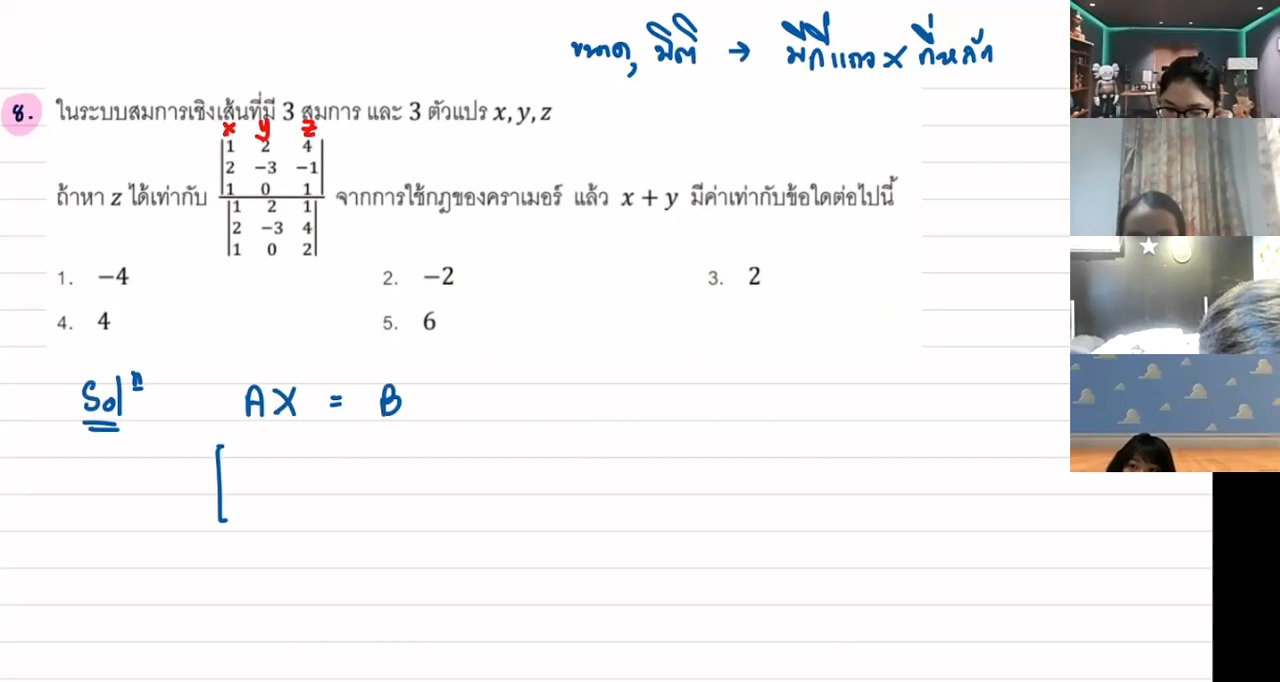 ขนาด, มิติ → มีกี่แถว × กี่หลัก
8. ในระบบสมการเชิงเส้นที่มี 3 สมการ และ 3 ตัวแปร x, y, z
x y z
|1 2 4|
|2 −3 −1|
|1 0 1|
ถ้าหา z ได้เท่ากับ จากการใช้กฎของคราเมอร์ แล้ว x + y มีค่าเท่ากับข้อใดต่อไปนี้
|1 2 1|
|2 −3 4|
|1 0 2|
1. −4 2. −2 3. 2
4. 4 5. 6
Solⁿ AX = B
[